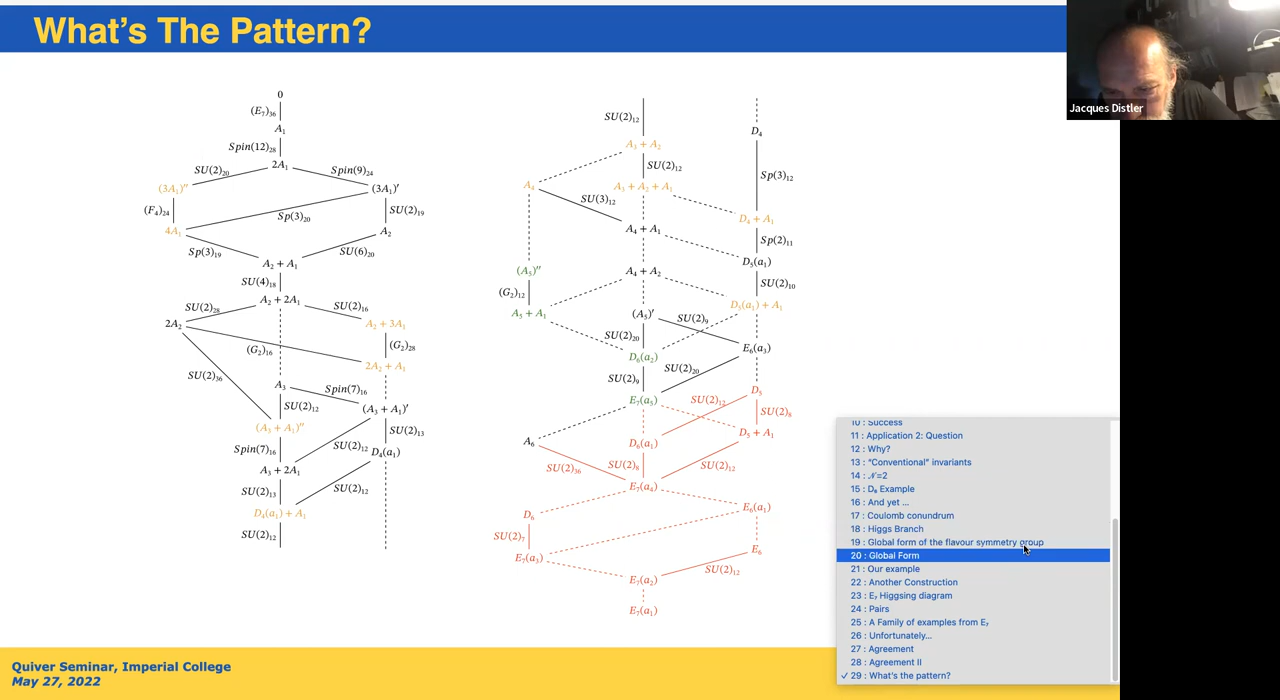 What's The Pattern?
Jacques Distler
0
(E₇)₃₆
A₁
Spin(12)₂₈
SU(2)₂₀
2A₁
Spin(9)₂₄
(3A₁)″
(3A₁)′
(F₄)₂₄
Sp(3)₂₀
SU(2)₁₉
4A₁
A₂
Sp(3)₁₉
SU(6)₂₀
A₂ + A₁
SU(4)₁₈
SU(2)₂₈
A₂ + 2A₁
SU(2)₁₆
2A₂
A₂ + 3A₁
(G₂)₁₆
(G₂)₂₈
2A₂ + A₁
SU(2)₃₆
A₃
Spin(7)₁₆
SU(2)₁₂
(A₃ + A₁)′
(A₃ + A₁)″
SU(2)₁₃
Spin(7)₁₆
SU(2)₁₂
D₄(a₁)
A₃ + 2A₁
SU(2)₁₃
SU(2)₁₂
D₄(a₁) + A₁
SU(2)₁₂
SU(2)₁₂
D₄
A₃ + A₂
SU(2)₁₂
Sp(3)₁₂
A₄
A₃ + A₂ + A₁
SU(3)₁₂
D₄ + A₁
A₄ + A₁
Sp(2)₁₁
D₅(a₁)
(A₅)″
A₄ + A₂
SU(2)₁₀
(G₂)₁₂
D₅(a₁) + A₁
A₅ + A₁
(A₅)′
SU(2)₉
SU(2)₂₀
E₆(a₃)
D₆(a₂)
SU(2)₂₀
SU(2)₉
D₅
E₇(a₅)
SU(2)₁₂
SU(2)₈
A₆
D₆(a₁)
D₅ + A₁
SU(2)₃₆
SU(2)₈
SU(2)₁₂
E₇(a₄)
D₆
E₆(a₁)
SU(2)₇
E₇(a₃)
E₆
SU(2)₁₂
E₇(a₂)
E₇(a₁)
10 : Success
11 : Application 2: Question
12 : Why?
13 : “Conventional” invariants
14 : 𝒩=2
15 : D₆ Example
16 : And yet ...
17 : Coulomb conundrum
18 : Higgs Branch
19 : Global form of the flavour symmetry group
20 : Global Form
21 : Our example
22 : Another Construction
23 : E₇ Higgsing diagram
24 : Pairs
25 : A Family of examples from E₇
26 : Unfortunately...
27 : Agreement
28 : Agreement II
✓ 29 : What's the pattern?
Quiver Seminar, Imperial College
May 27, 2022